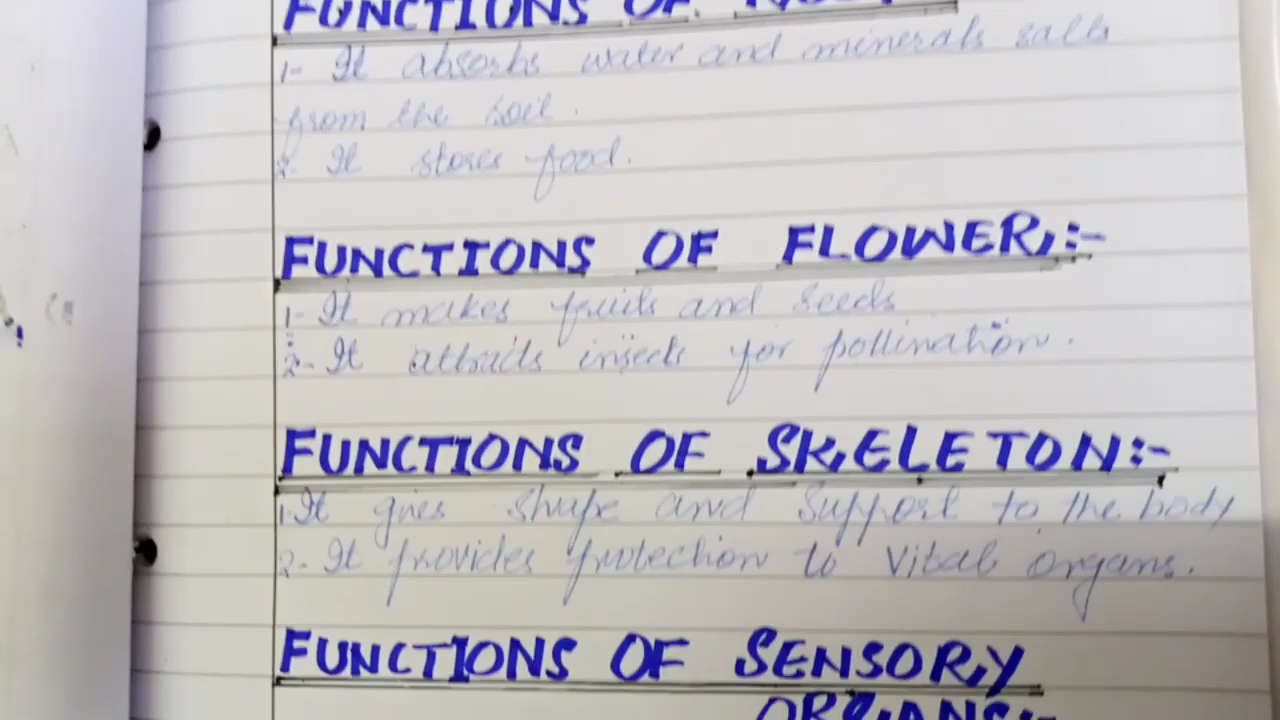 FUNCTIONS OF
1- It absorbs water and minerals salts
from the soil.
2. It stores food.
FUNCTIONS OF FLOWER:-
1- It makes fruits and seeds
2- It attracts insects for pollination.
FUNCTIONS OF SKELETON:-
1. It gives shape and support to the body
2- It provides protection to vital organs.
FUNCTIONS OF SENSORY
ORGANS:-